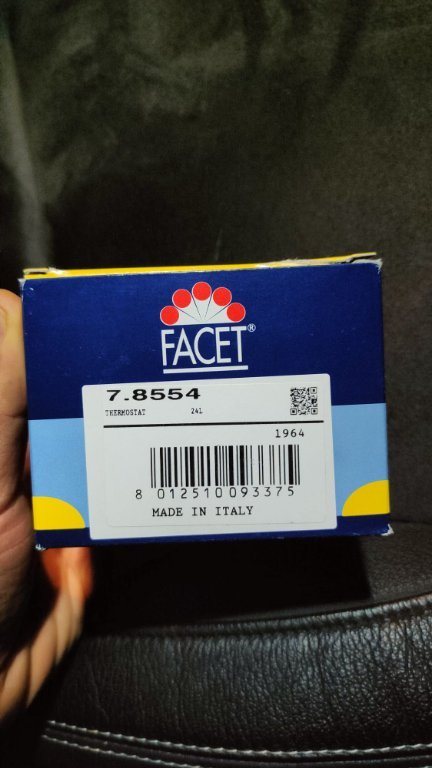 FACET®
7.8554
THERMOSTAT 241
1964
8 012510 093375
MADE IN ITALY